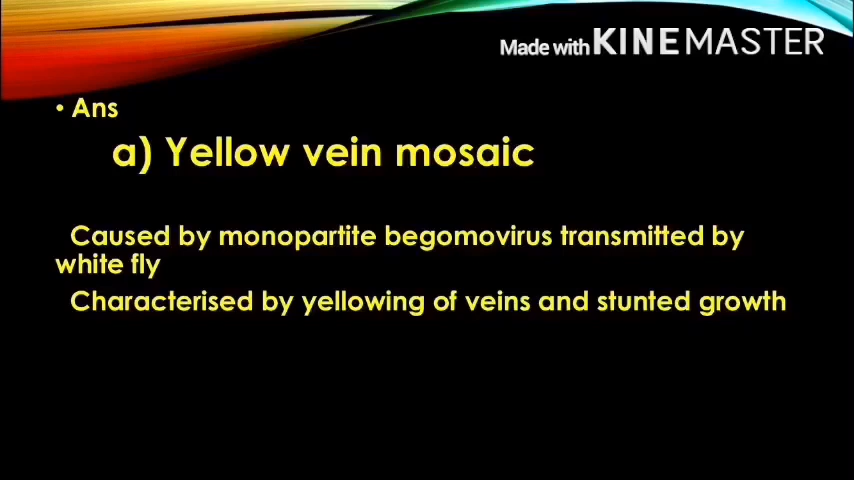 Made with KINEMASTER
• Ans
a) Yellow vein mosaic
Caused by monopartite begomovirus transmitted by
white fly
Characterised by yellowing of veins and stunted growth